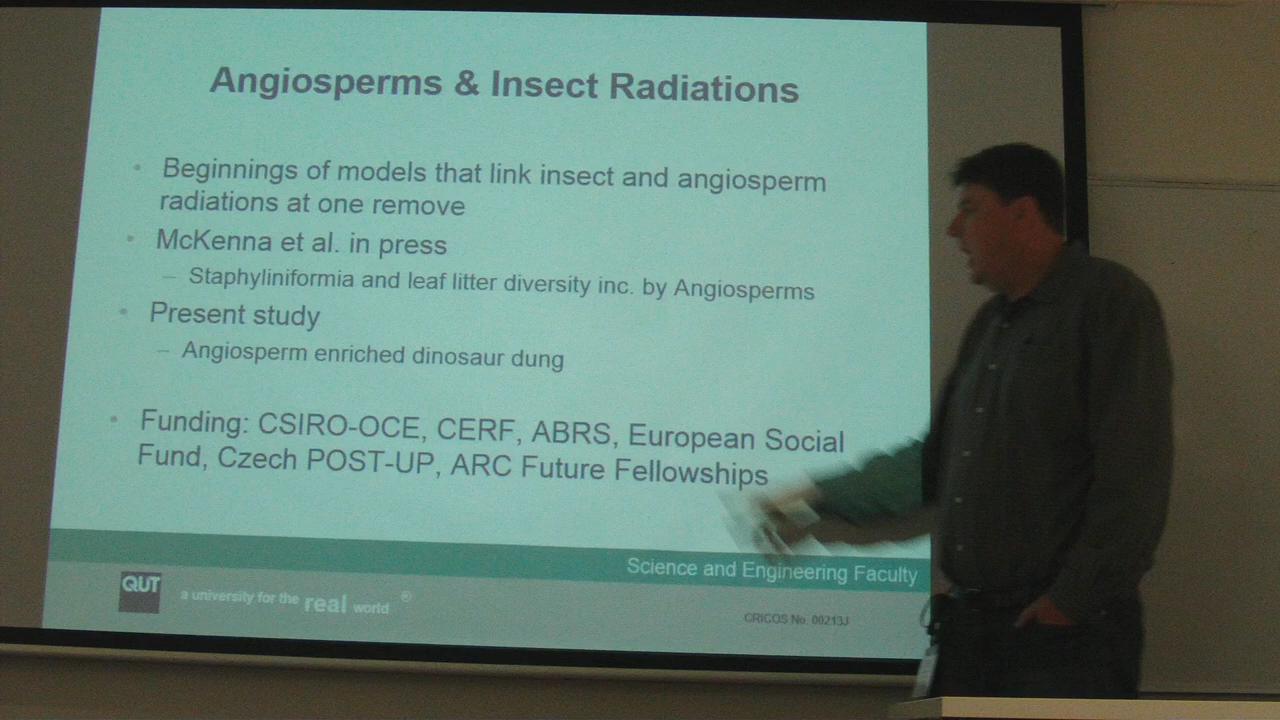 Angiosperms & Insect Radiations
• Beginnings of models that link insect and angiosperm
radiations at one remove
• McKenna et al. in press
– Staphyliniformia and leaf litter diversity inc. by Angiosperms
• Present study
– Angiosperm enriched dinosaur dung
• Funding: CSIRO-OCE, CERF, ABRS, European Social
Fund, Czech POST-UP, ARC Future Fellowships
Science and Engineering Faculty
QUT
a university for the real world ®
CRICOS No. 00213J